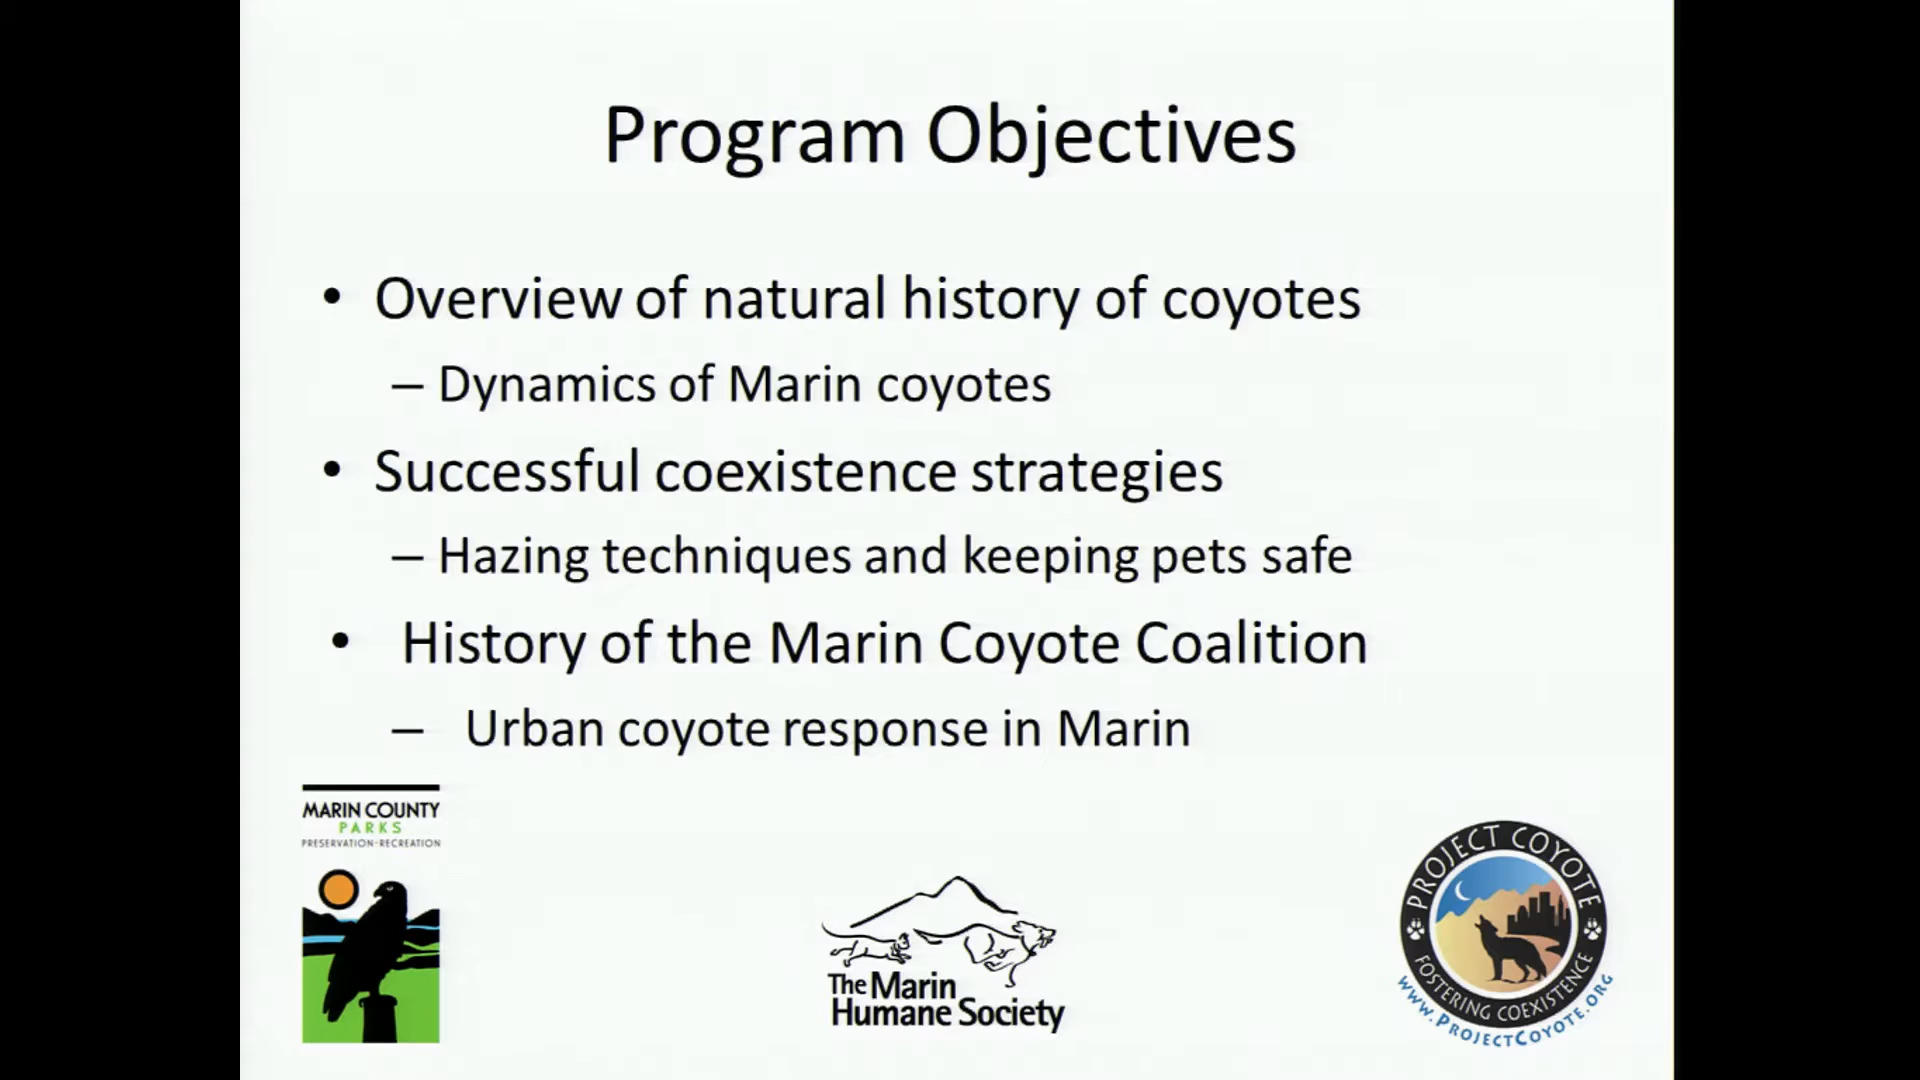 Program Objectives
• Overview of natural history of coyotes
– Dynamics of Marin coyotes
• Successful coexistence strategies
– Hazing techniques and keeping pets safe
• History of the Marin Coyote Coalition
– Urban coyote response in Marin
MARIN COUNTY
PARKS
PRESERVATION•RECREATION
The Marin
Humane Society
PROJECT COYOTE
FOSTERING COEXISTENCE
WWW.PROJECTCOYOTE.ORG